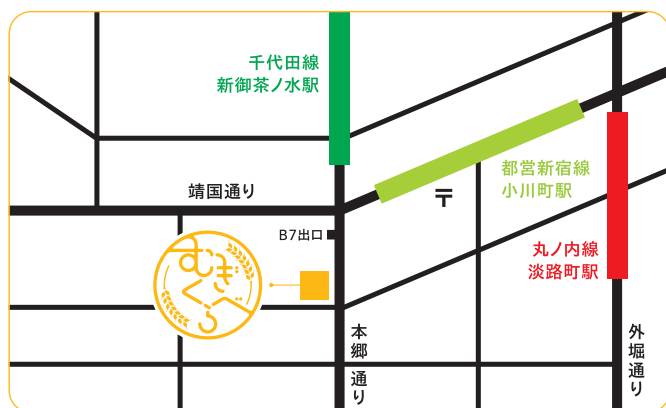 千代田線
新御茶ノ水駅
都営新宿線
小川町駅
靖国通り
〒
B7出口
丸ノ内線
淡路町駅
むぎ
くらべ
本郷通り
外堀通り